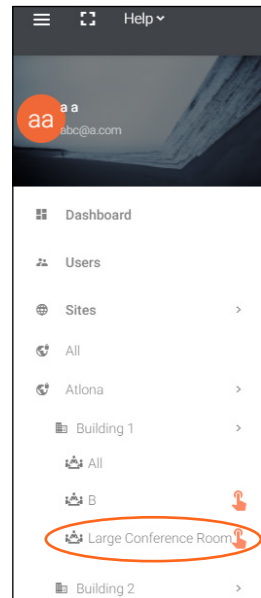 Help
aa
a a
abc@a.com
Dashboard
Users
Sites
All
Atlona
Building 1
All
B
Large Conference Room
Building 2